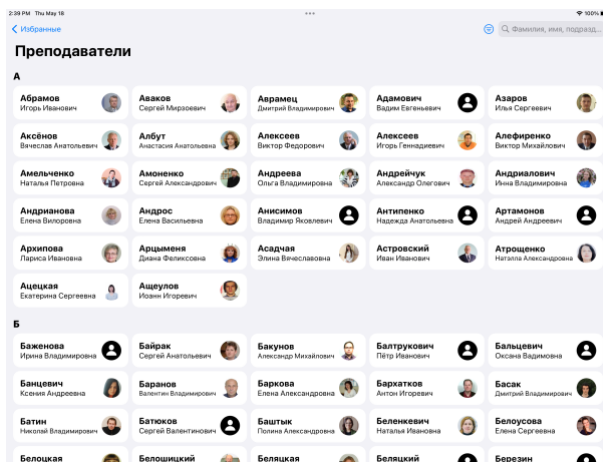 2:39 PM Thu May 18
100%
Избранные
Фамилия, имя, подразд...
Преподаватели
А
Абрамов
Игорь Иванович
Аваков
Сергей Мирзоевич
Аврамец
Дмитрий Владимирович
Адамович
Вадим Евгеньевич
Азаров
Илья Сергеевич
Аксёнов
Вячеслав Анатольевич
Албут
Анастасия Анатольевна
Алексеев
Виктор Федорович
Алексеев
Игорь Геннадиевич
Алефиренко
Виктор Михайлович
Амельченко
Наталья Петровна
Амоненко
Сергей Александрович
Андреева
Ольга Владимировна
Андрейчук
Александр Олегович
Андриалович
Инна Владимировна
Андрианова
Елена Вилоровна
Андрос
Елена Васильевна
Анисимов
Владимир Яковлевич
Антипенко
Надежда Анатольевна
Артамонов
Андрей Андреевич
Архипова
Лариса Ивановна
Арцыменя
Диана Феликсовна
Асадчая
Элина Вячеславовна
Астровский
Иван Иванович
Атрощенко
Наталла Александровна
Ацецкая
Екатерина Сергеевна
Ащеулов
Иоанн Игоревич
Б
Баженова
Ирина Владимировна
Байрак
Сергей Анатольевич
Бакунов
Александр Михайлович
Балтрукович
Пётр Иванович
Бальцевич
Оксана Вадимовна
Банцевич
Ксения Андреевна
Баранов
Валентин Владимирович
Баркова
Елена Александровна
Бархатков
Антон Игоревич
Басак
Дмитрий Владимирович
Батин
Николай Владимирович
Батюков
Сергей Валентинович
Баштык
Полина Александровна
Беленкевич
Наталья Ивановна
Белоусова
Елена Сергеевна
Белоцкая
Белошицкий
Беляцкая
Беляцкий
Березин